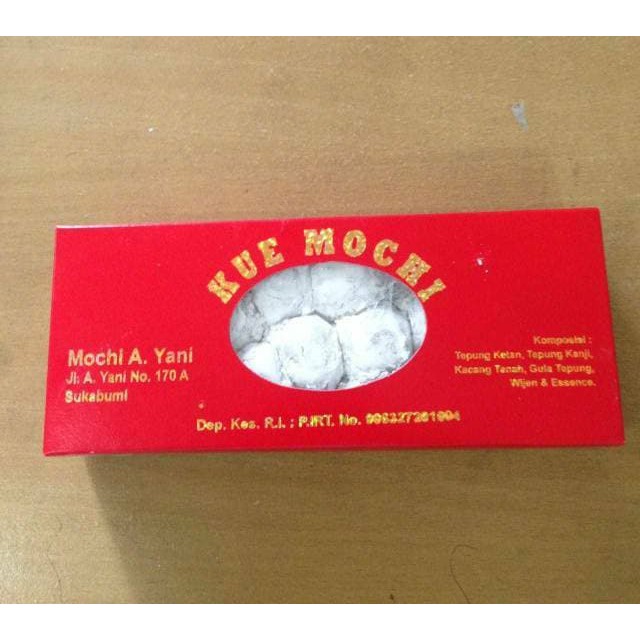 KUE MOCHI
Mochi A. Yani
Jl. A. Yani No. 170 A
Sukabumi
Komposisi :
Tepung Ketan, Tepung Kanji,
Kacang Tanah, Gula Tepung,
Wijen & Essence.
Dep. Kes. R.I. : P.IRT. No.